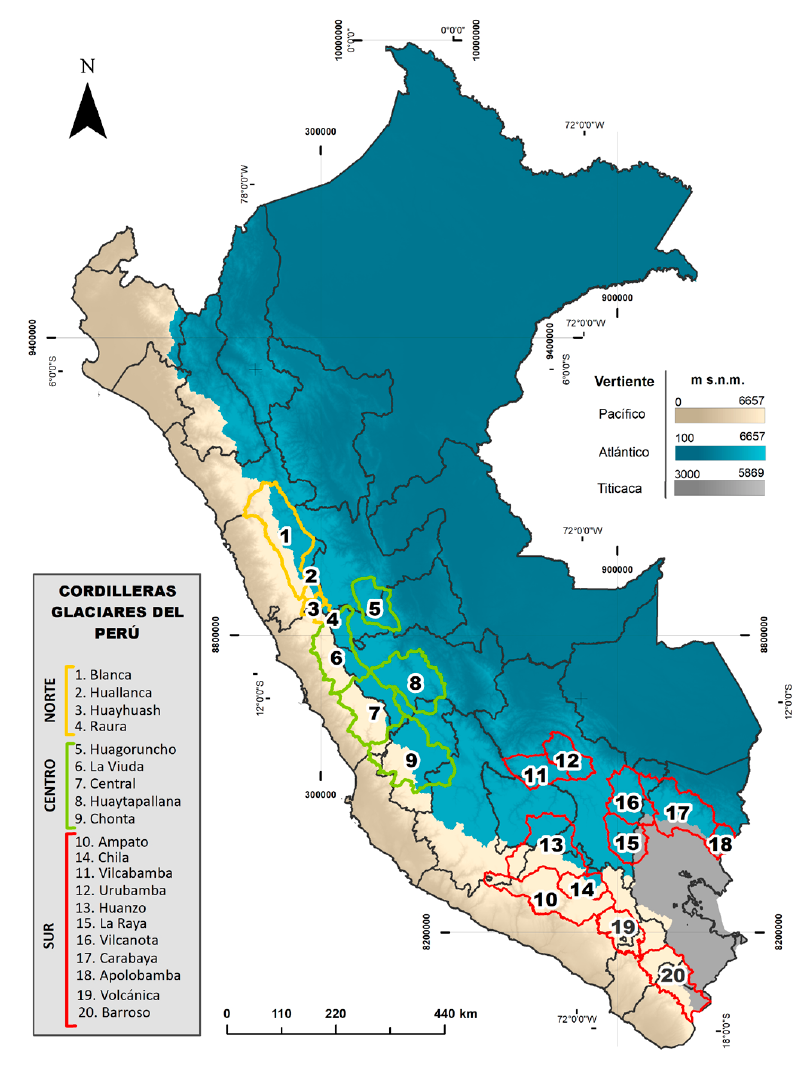 0°0'0"
10000000
0°0'0"
10000000
N
72°0'0"W
300000
78°0'0"W
900000
72°0'0"W
9400000
6°0'0"S
9400000
6°0'0"S
Vertiente
m s.n.m.
Pacífico
0
6657
Atlántico
100
6657
Titicaca
3000
5869
72°0'0"W
900000
1
2
3
4
5
6
7
8
9
10
11
12
13
14
15
16
17
18
19
20
8800000
8800000
12°0'0"S
12°0'0"S
300000
8200000
8200000
72°0'0"W
18°0'0"S
CORDILLERAS
GLACIARES DEL
PERÚ
NORTE
1. Blanca
2. Huallanca
3. Huayhuash
4. Raura
CENTRO
5. Huagoruncho
6. La Viuda
7. Central
8. Huaytapallana
9. Chonta
SUR
10. Ampato
14. Chila
11. Vilcabamba
12. Urubamba
13. Huanzo
15. La Raya
16. Vilcanota
17. Carabaya
18. Apolobamba
19. Volcánica
20. Barroso
0
110
220
440 km